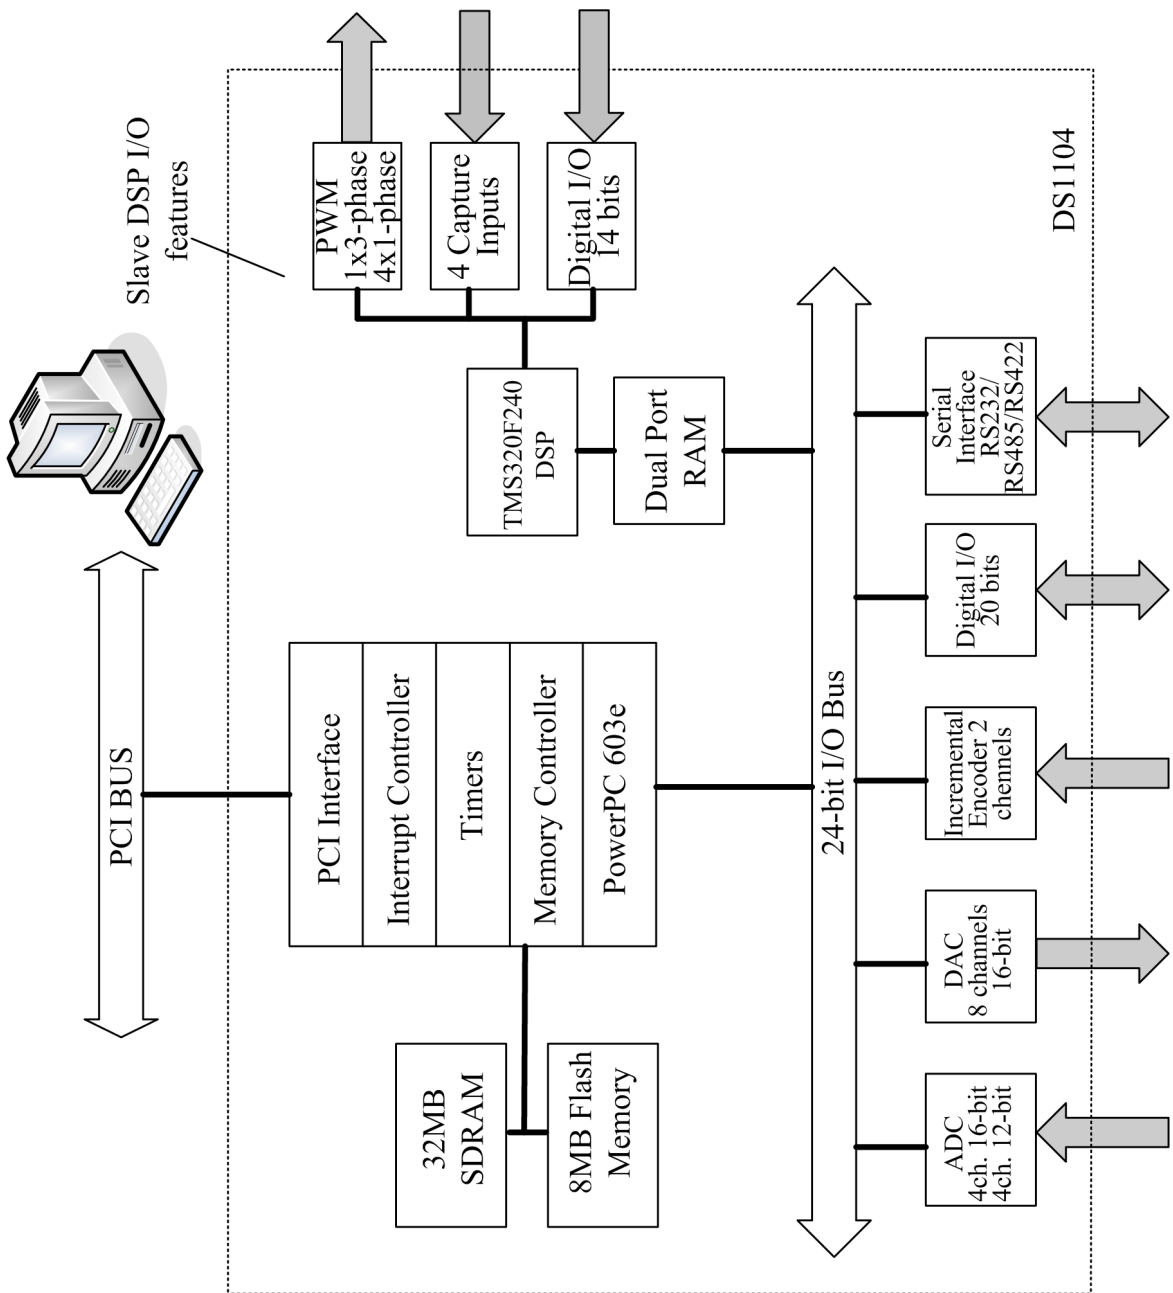 PCI BUS
Slave DSP I/O
features
PCI Interface
Interrupt Controller
Timers
Memory Controller
PowerPC 603e
32MB
SDRAM
8MB Flash
Memory
TMS320F240
DSP
Dual Port
RAM
PWM
1x3-phase
4x1-phase
4 Capture
Inputs
Digital I/O
14 bits
24-bit I/O Bus
ADC
4ch. 16-bit
4ch. 12-bit
DAC
8 channels
16-bit
Incremental
Encoder 2
chennels
Digital I/O
20 bits
Serial
Interface
RS232/
RS485/RS422
DS1104